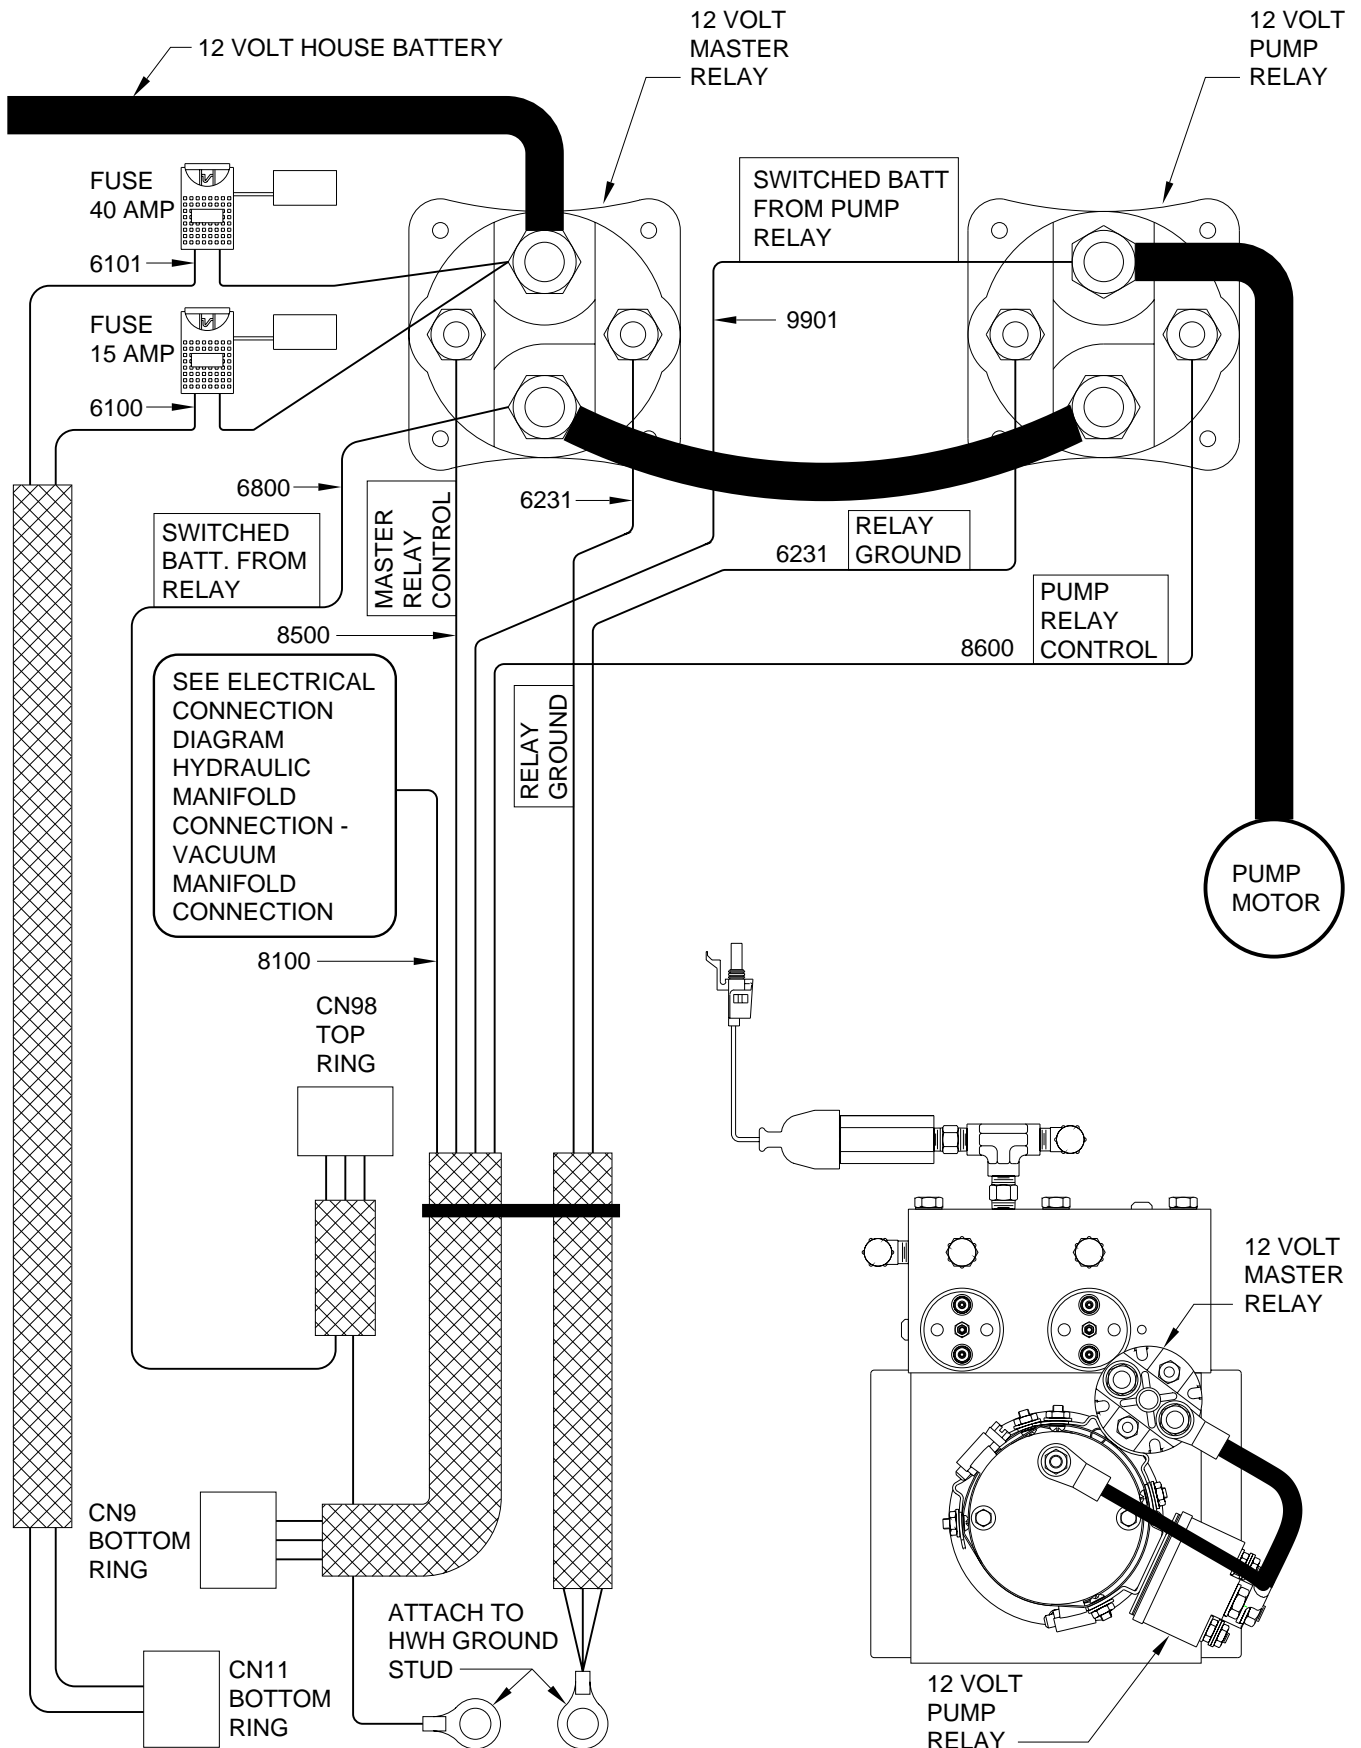 12 VOLT HOUSE BATTERY
12 VOLT
MASTER
RELAY
12 VOLT
PUMP
RELAY
FUSE
40 AMP
6101
FUSE
15 AMP
6100
SWITCHED BATT
FROM PUMP
RELAY
9901
6800
SWITCHED
BATT. FROM
RELAY
MASTER
RELAY
CONTROL
6231
6231
RELAY
GROUND
8500
8600
PUMP
RELAY
CONTROL
SEE ELECTRICAL
CONNECTION
DIAGRAM
HYDRAULIC
MANIFOLD
CONNECTION -
VACUUM
MANIFOLD
CONNECTION
RELAY
GROUND
PUMP
MOTOR
8100
CN98
TOP
RING
12 VOLT
MASTER
RELAY
CN9
BOTTOM
RING
ATTACH TO
HWH GROUND
STUD
CN11
BOTTOM
RING
12 VOLT
PUMP
RELAY